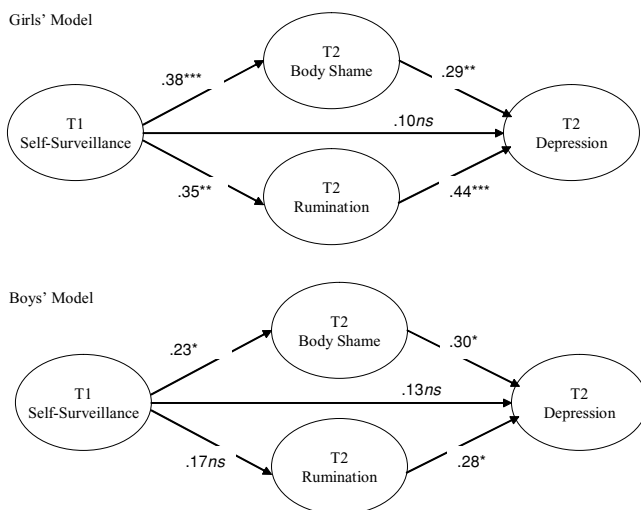 Girls' Model
T2
Body Shame
.38***
.29**
T1
Self-Surveillance
.10ns
T2
Depression
T2
Rumination
.35**
.44***
Boys' Model
T2
Body Shame
.23*
.30*
T1
Self-Surveillance
.13ns
T2
Depression
T2
Rumination
.17ns
.28*